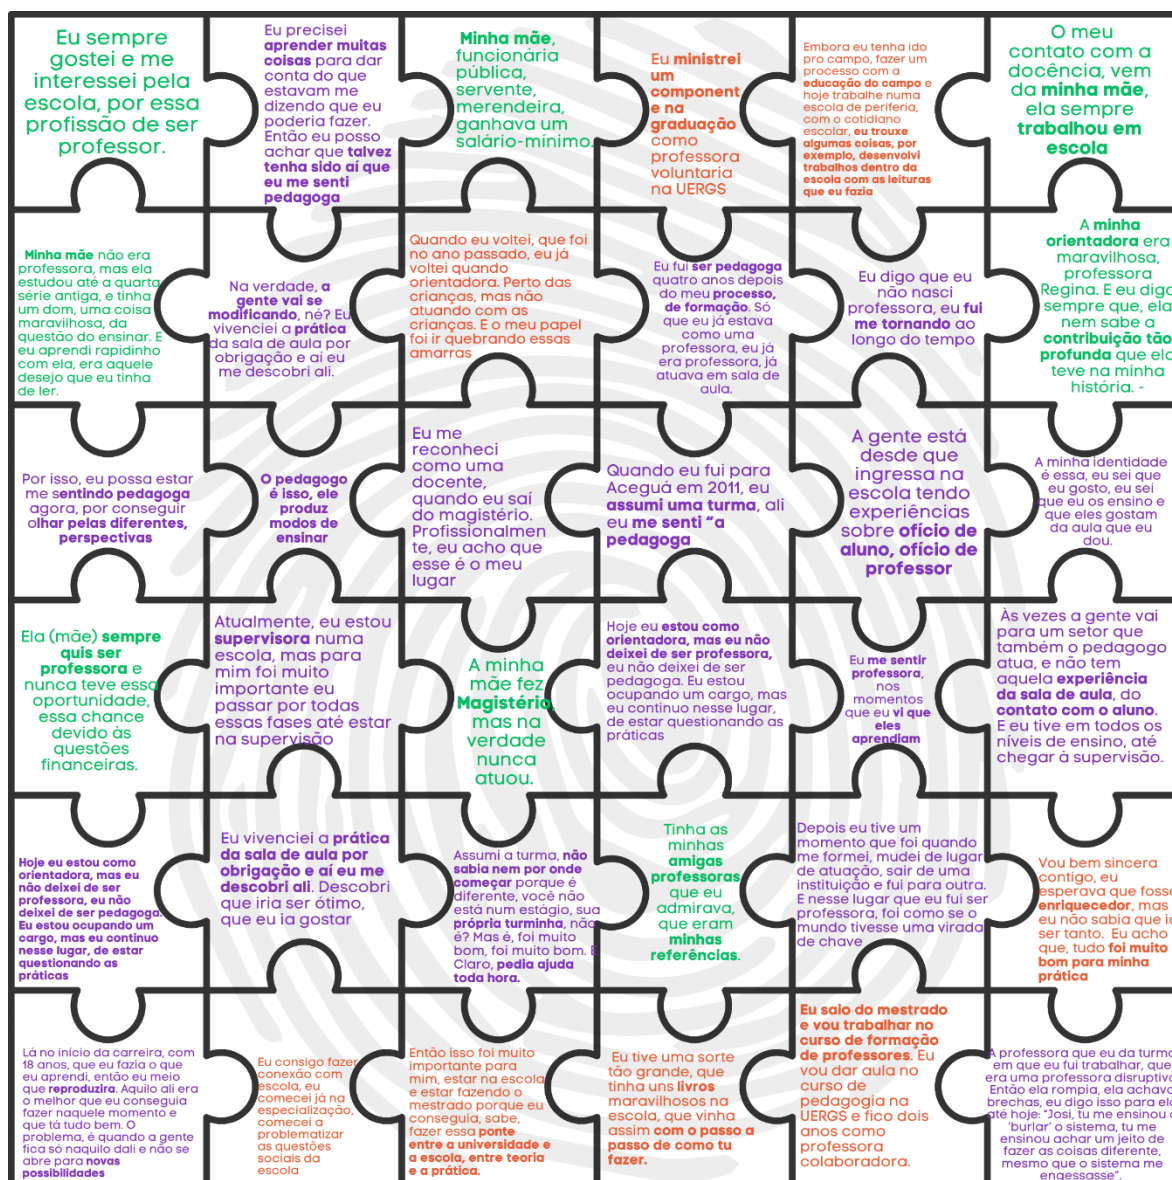 Eu sempre
gostei e me
interessei pela
escola, por essa
profissão de ser
professor.
Eu precisei
aprender muitas
coisas para dar
conta do que
estavam me
dizendo que eu
poderia fazer.
Então eu posso
achar que talvez
tenha sido aí que
eu me senti
pedagoga
Minha mãe,
funcionária
pública,
servente,
merendeira,
ganhava um
salário-mínimo.
Eu ministrei
um
component
e na
graduação
como
professora
voluntaria
na UERGS
Embora eu tenha ido
pro campo, fazer um
processo com a
educação do campo e
hoje trabalhe numa
escola de periferia,
com o cotidiano
escolar, eu trouxe
algumas coisas, por
exemplo, desenvolvi
trabalhos dentro da
escola com as leituras
que eu fazia
O meu
contato com a
docência, vem
da minha mãe,
ela sempre
trabalhou em
escola
Minha mãe não era
professora, mas ela
estudou até a quarta
série antiga, e tinha
um dom, uma coisa
maravilhosa, da
questão do ensinar. E
eu aprendi rapidinho
com ela, era aquele
desejo que eu tinha
de ler.
Na verdade, a
gente vai se
modificando, né? Eu
vivenciei a prática
da sala de aula por
obrigação e aí eu
me descobri ali.
Quando eu voltei, que foi
no ano passado, eu já
voltei quando
orientadora. Perto das
crianças, mas não
atuando com as
crianças. E o meu papel
foi ir quebrando essas
amarras
Eu fui ser pedagoga
quatro anos depois
do meu processo,
de formação. Só
que eu já estava
como uma
professora, eu já
era professora, já
atuava em sala de
aula.
Eu digo que eu
não nasci
professora, eu fui
me tornando ao
longo do tempo
A minha
orientadora era
maravilhosa,
professora
Regina. E eu digo
sempre que, ela
nem sabe a
contribuição tão
profunda que ela
teve na minha
história. -
Por isso, eu possa estar
me sentindo pedagoga
agora, por conseguir
olhar pelas diferentes,
perspectivas
O pedagogo
é isso, ele
produz
modos de
ensinar
Eu me
reconheci
como uma
docente,
quando eu saí
do magistério.
Profissionalmen
te, eu acho que
esse é o meu
lugar
Quando eu fui para
Aceguá em 2011, eu
assumi uma turma, ali
eu me senti “a
pedagoga
A gente está
desde que
ingressa na
escola tendo
experiências
sobre ofício de
aluno, ofício de
professor
A minha identidade
é essa, eu sei que
eu gosto, eu sei
que eu os ensino e
que eles gostam
da aula que eu
dou.
Ela (mãe) sempre
quis ser
professora e
nunca teve essa
oportunidade,
essa chance
devido às
questões
financeiras.
Atualmente, eu estou
supervisora numa
escola, mas para
mim foi muito
importante eu
passar por todas
essas fases até estar
na supervisão
A minha
mãe fez
Magistério,
mas na
verdade
nunca
atuou.
Hoje eu estou como
orientadora, mas eu não
deixei de ser professora,
eu não deixei de ser
pedagoga. Eu estou
ocupando um cargo, mas
eu continuo nesse lugar,
de estar questionando as
práticas
Eu me sentir
professora,
nos
momentos
que eu vi que
eles
aprendiam
Às vezes a gente vai
para um setor que
também o pedagogo
atua, e não tem
aquela experiência
da sala de aula, do
contato com o aluno.
E eu tive em todos os
níveis de ensino, até
chegar à supervisão.
Hoje eu estou como
orientadora, mas eu
não deixei de ser
professora, eu não
deixei de ser pedagoga.
Eu estou ocupando um
cargo, mas eu continuo
nesse lugar, de estar
questionando as
práticas
Eu vivenciei a prática
da sala de aula por
obrigação e aí eu me
descobri ali. Descobri
que iria ser ótimo,
que eu ia gostar
Assumi a turma, não
sabia nem por onde
começar porque é
diferente, você não
está num estágio, sua
própria turminha, não
é? Mas é, foi muito
bom, foi muito bom. E
Claro, pedia ajuda
toda hora.
Tinha as
minhas
amigas
professoras
que eu
admirava,
que eram
minhas
referências.
Depois eu tive um
momento que foi quando
me formei, mudei de lugar
de atuação, sair de uma
instituição e fui para outra.
E nesse lugar que eu fui ser
professora, foi como se o
mundo tivesse uma virada
de chave
Vou bem sincera
contigo, eu
esperava que fosse
enriquecedor, mas
eu não sabia que ia
ser tanto. Eu acho
que, tudo foi muito
bom para minha
prática
Lá no início da carreira, com
18 anos, que eu fazia o que
eu aprendi, então eu meio
que reproduzira. Aquilo ali era
o melhor que eu conseguia
fazer naquele momento e
que tá tudo bem. O
problema, é quando a gente
fica só naquilo dali e não se
abre para novas
possibilidades
Eu consigo fazer
conexão com
escola, eu
comecei já na
especialização,
comecei a
problematizar
as questões
sociais da
escola
Então isso foi muito
importante para
mim, estar na escola
e estar fazendo o
mestrado porque eu
conseguia, sabe,
fazer essa ponte
entre a universidade e
a escola, entre teoria
e a prática.
Eu tive uma sorte
tão grande, que
tinha uns livros
maravilhosos na
escola, que vinha
assim com o passo a
passo de como tu
fazer.
Eu saio do mestrado
e vou trabalhar no
curso de formação
de professores. Eu
vou dar aula no
curso de
pedagogia na
UERGS e fico dois
anos como
professora
colaboradora.
A professora que eu da turma
em que eu fui trabalhar, que
era uma professora disruptiva.
Então ela rompia, ela achava
brechas, eu digo isso para ela
até hoje: “Josi, tu me ensinou a
'burlar' o sistema, tu me
ensinou achar um jeito de
fazer as coisas diferente,
mesmo que o sistema me
engessasse”.